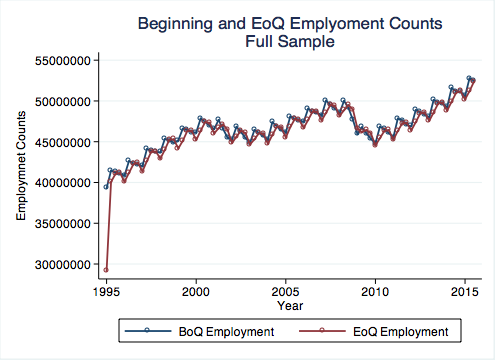 Beginning and EoQ Emplyoment Counts
Full Sample
Employmnet Counts
55000000
50000000
45000000
40000000
35000000
30000000
1995
2000
2005
2010
2015
Year
BoQ Employment
EoQ Employment